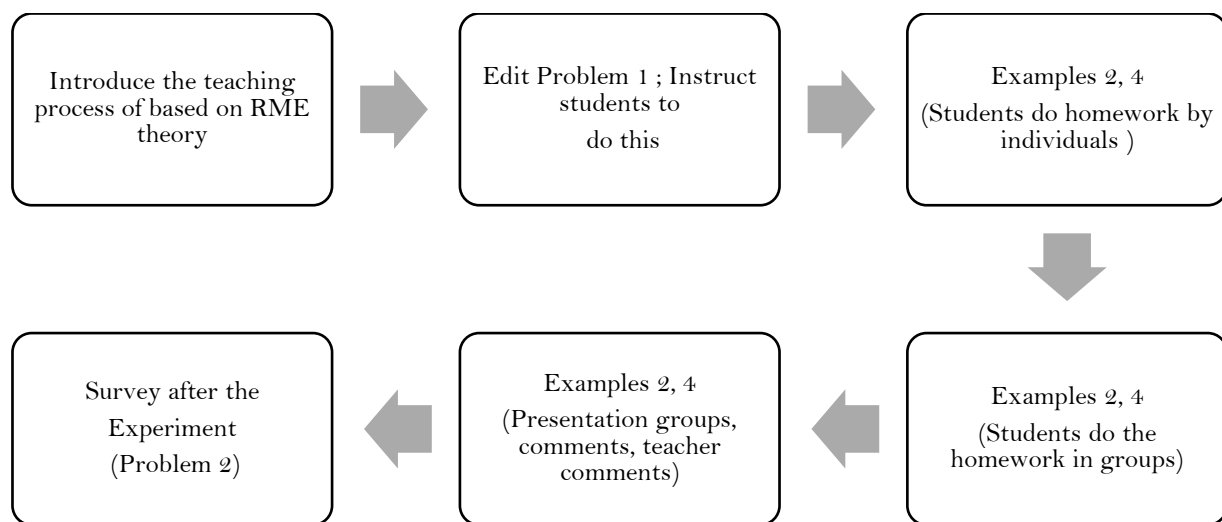 Introduce the teaching
process of based on RME
theory
Edit Problem 1 ; Instruct
students to
do this
Examples 2, 4
(Students do homework by
individuals )
Examples 2, 4
(Students do the
homework in groups)
Examples 2, 4
(Presentation groups,
comments, teacher
comments)
Survey after the
Experiment
(Problem 2)